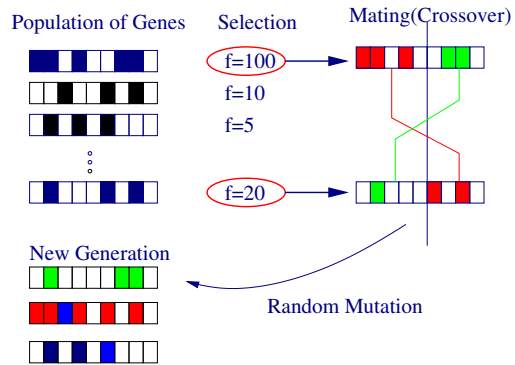 Population of Genes
Selection
Mating(Crossover)
f=100
f=10
f=5
f=20
New Generation
Random Mutation